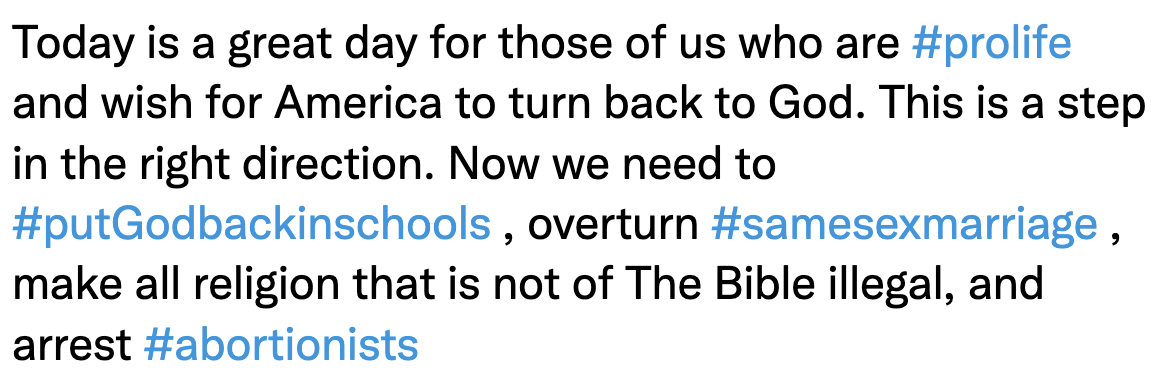 Today is a great day for those of us who are #prolife
and wish for America to turn back to God. This is a step
in the right direction. Now we need to
#putGodbackinschools , overturn #samesexmarriage ,
make all religion that is not of The Bible illegal, and
arrest #abortionists